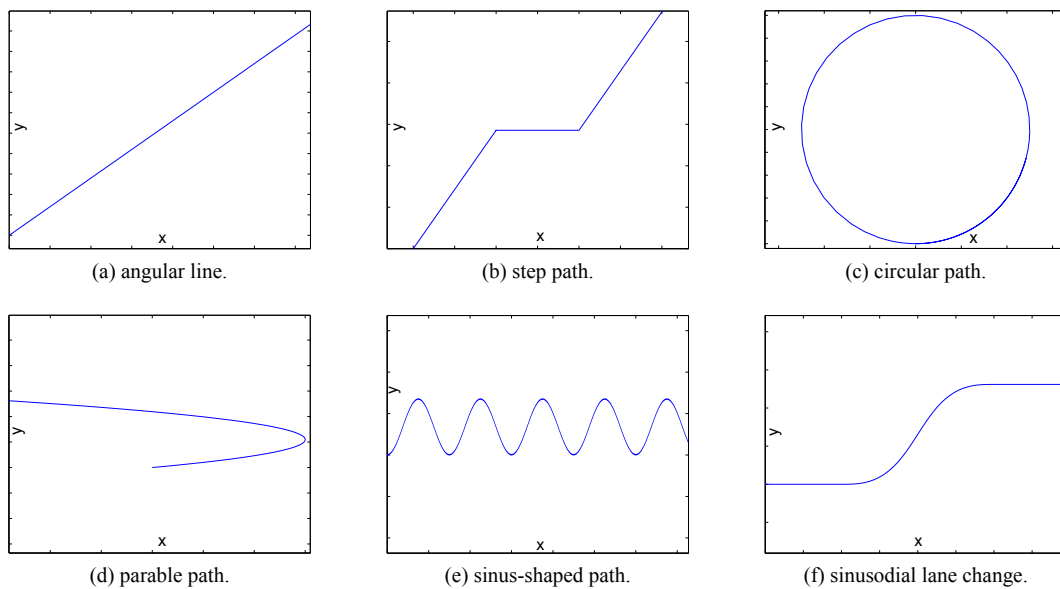 y
x
(a) angular line.
y
x
(b) step path.
y
x
(c) circular path.
y
x
(d) parable path.
y
x
(e) sinus-shaped path.
y
x
(f) sinusodial lane change.